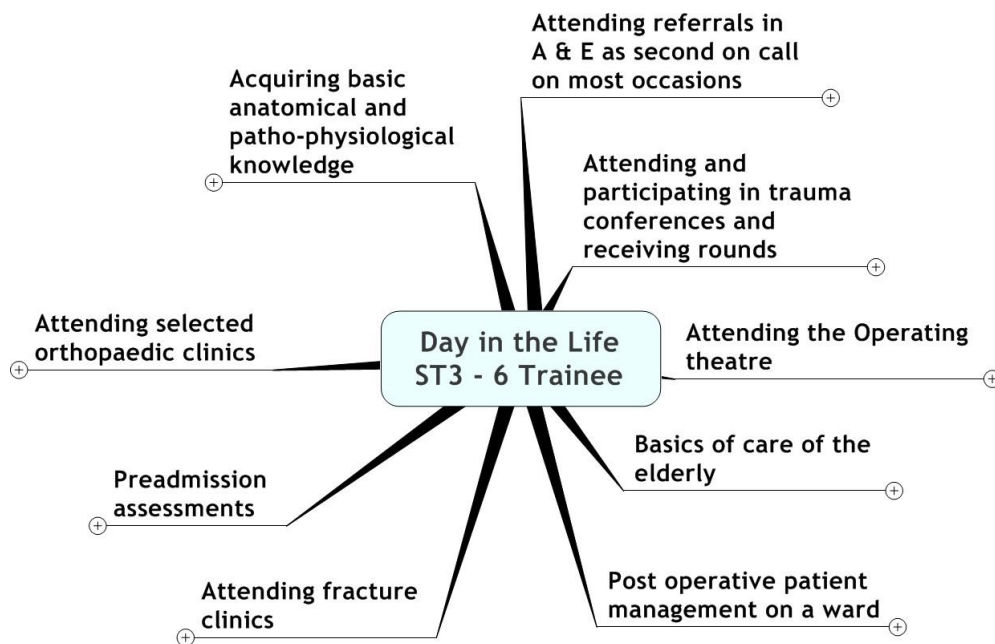 Day in the Life
ST3 - 6 Trainee
Attending referrals in
A & E as second on call
on most occasions
Attending and
participating in trauma
conferences and
receiving rounds
Attending the Operating
theatre
Basics of care of the
elderly
Post operative patient
management on a ward
Attending fracture
clinics
Preadmission
assessments
Attending selected
orthopaedic clinics
Acquiring basic
anatomical and
patho-physiological
knowledge